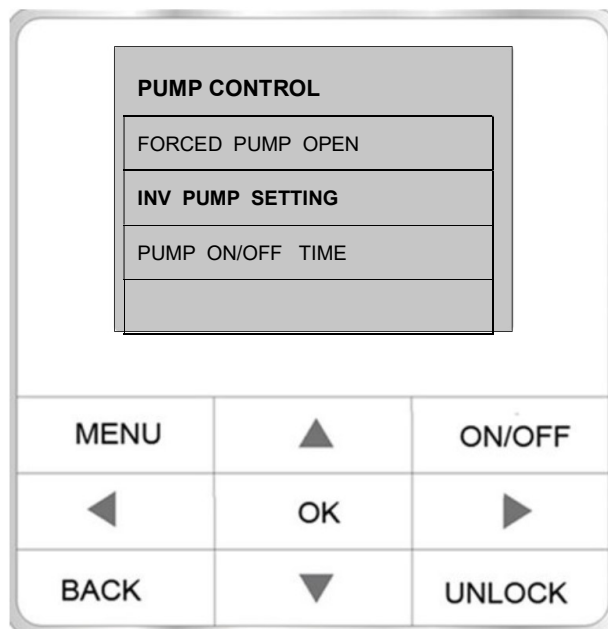 PUMP CONTROL
FORCED PUMP OPEN
INV PUMP SETTING
PUMP ON/OFF TIME
MENU
ON/OFF
OK
BACK
UNLOCK